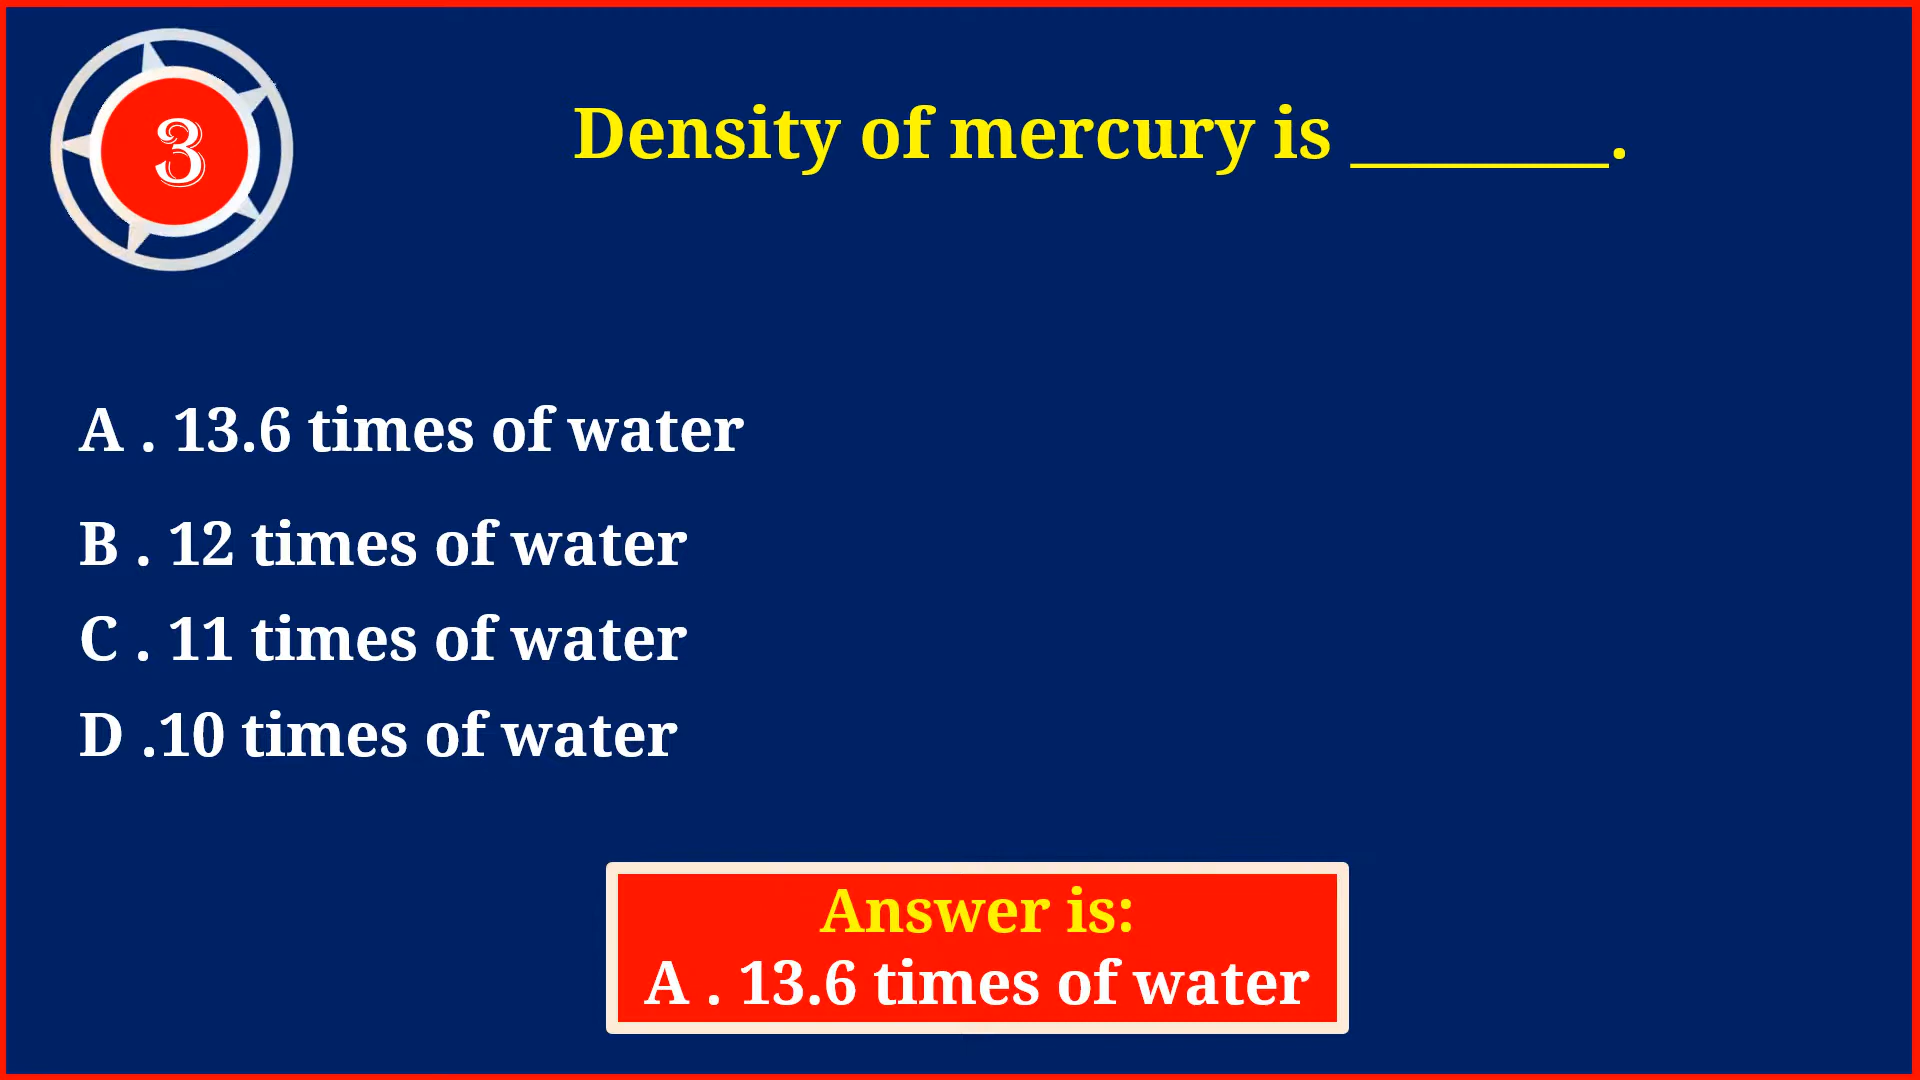 3
Density of mercury is ________.
A . 13.6 times of water
B . 12 times of water
C . 11 times of water
D .10 times of water
Answer is:
A . 13.6 times of water